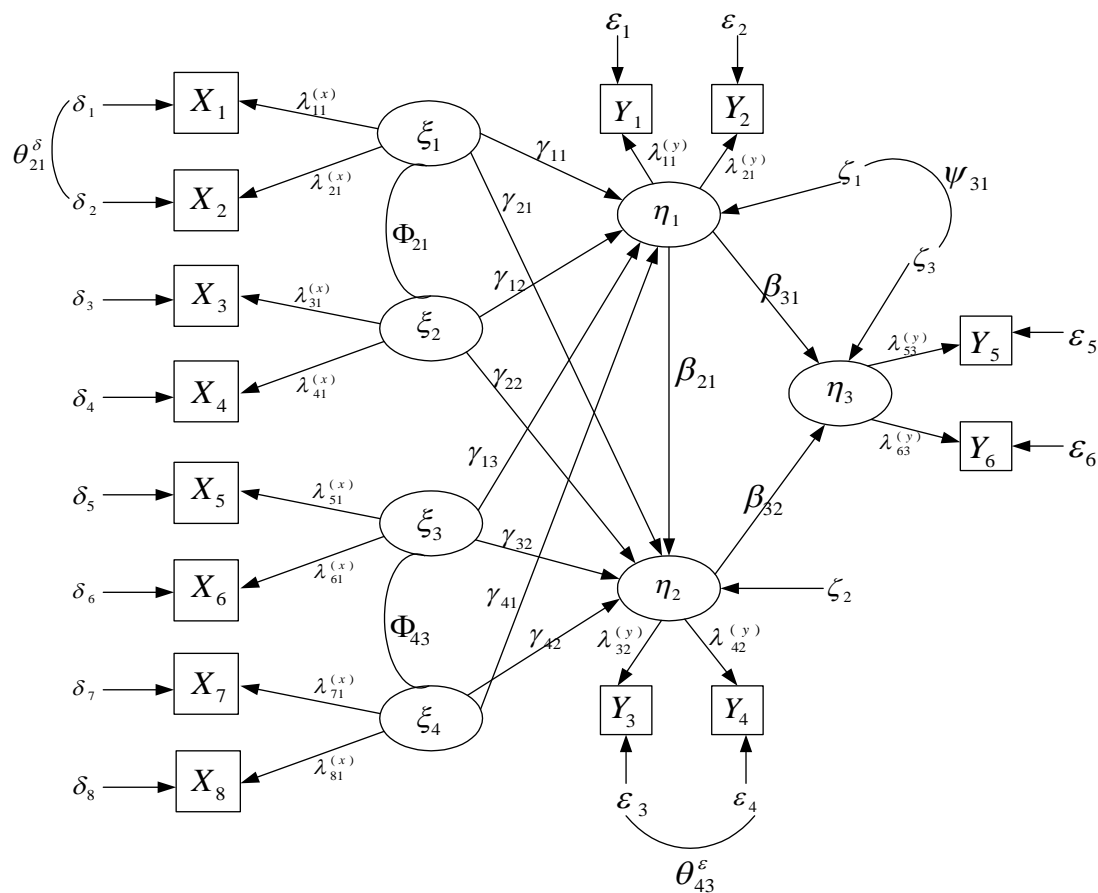 ε₁ ε₂
δ₁ X₁ λ₁₁⁽ˣ⁾ ξ₁ γ₁₁ Y₁ Y₂
θ₂₁^δ λ₁₁⁽ʸ⁾ λ₂₁⁽ʸ⁾
δ₂ X₂ λ₂₁⁽ˣ⁾ γ₂₁ η₁ ζ₁ ψ₃₁
Φ₂₁ ζ₃
δ₃ X₃ λ₃₁⁽ˣ⁾ ξ₂ γ₁₂ β₃₁
δ₄ X₄ λ₄₁⁽ˣ⁾ γ₂₂ β₂₁ η₃ λ₅₃⁽ʸ⁾ Y₅ ε₅
γ₁₃ λ₆₃⁽ʸ⁾ Y₆ ε₆
δ₅ X₅ λ₅₁⁽ˣ⁾ ξ₃ γ₃₂ β₃₂
δ₆ X₆ λ₆₁⁽ˣ⁾ γ₄₁ η₂ ζ₂
Φ₄₃ γ₄₂ λ₃₂⁽ʸ⁾ λ₄₂⁽ʸ⁾
δ₇ X₇ λ₇₁⁽ˣ⁾ ξ₄ Y₃ Y₄
δ₈ X₈ λ₈₁⁽ˣ⁾ ε₃ ε₄
θ₄₃^ε